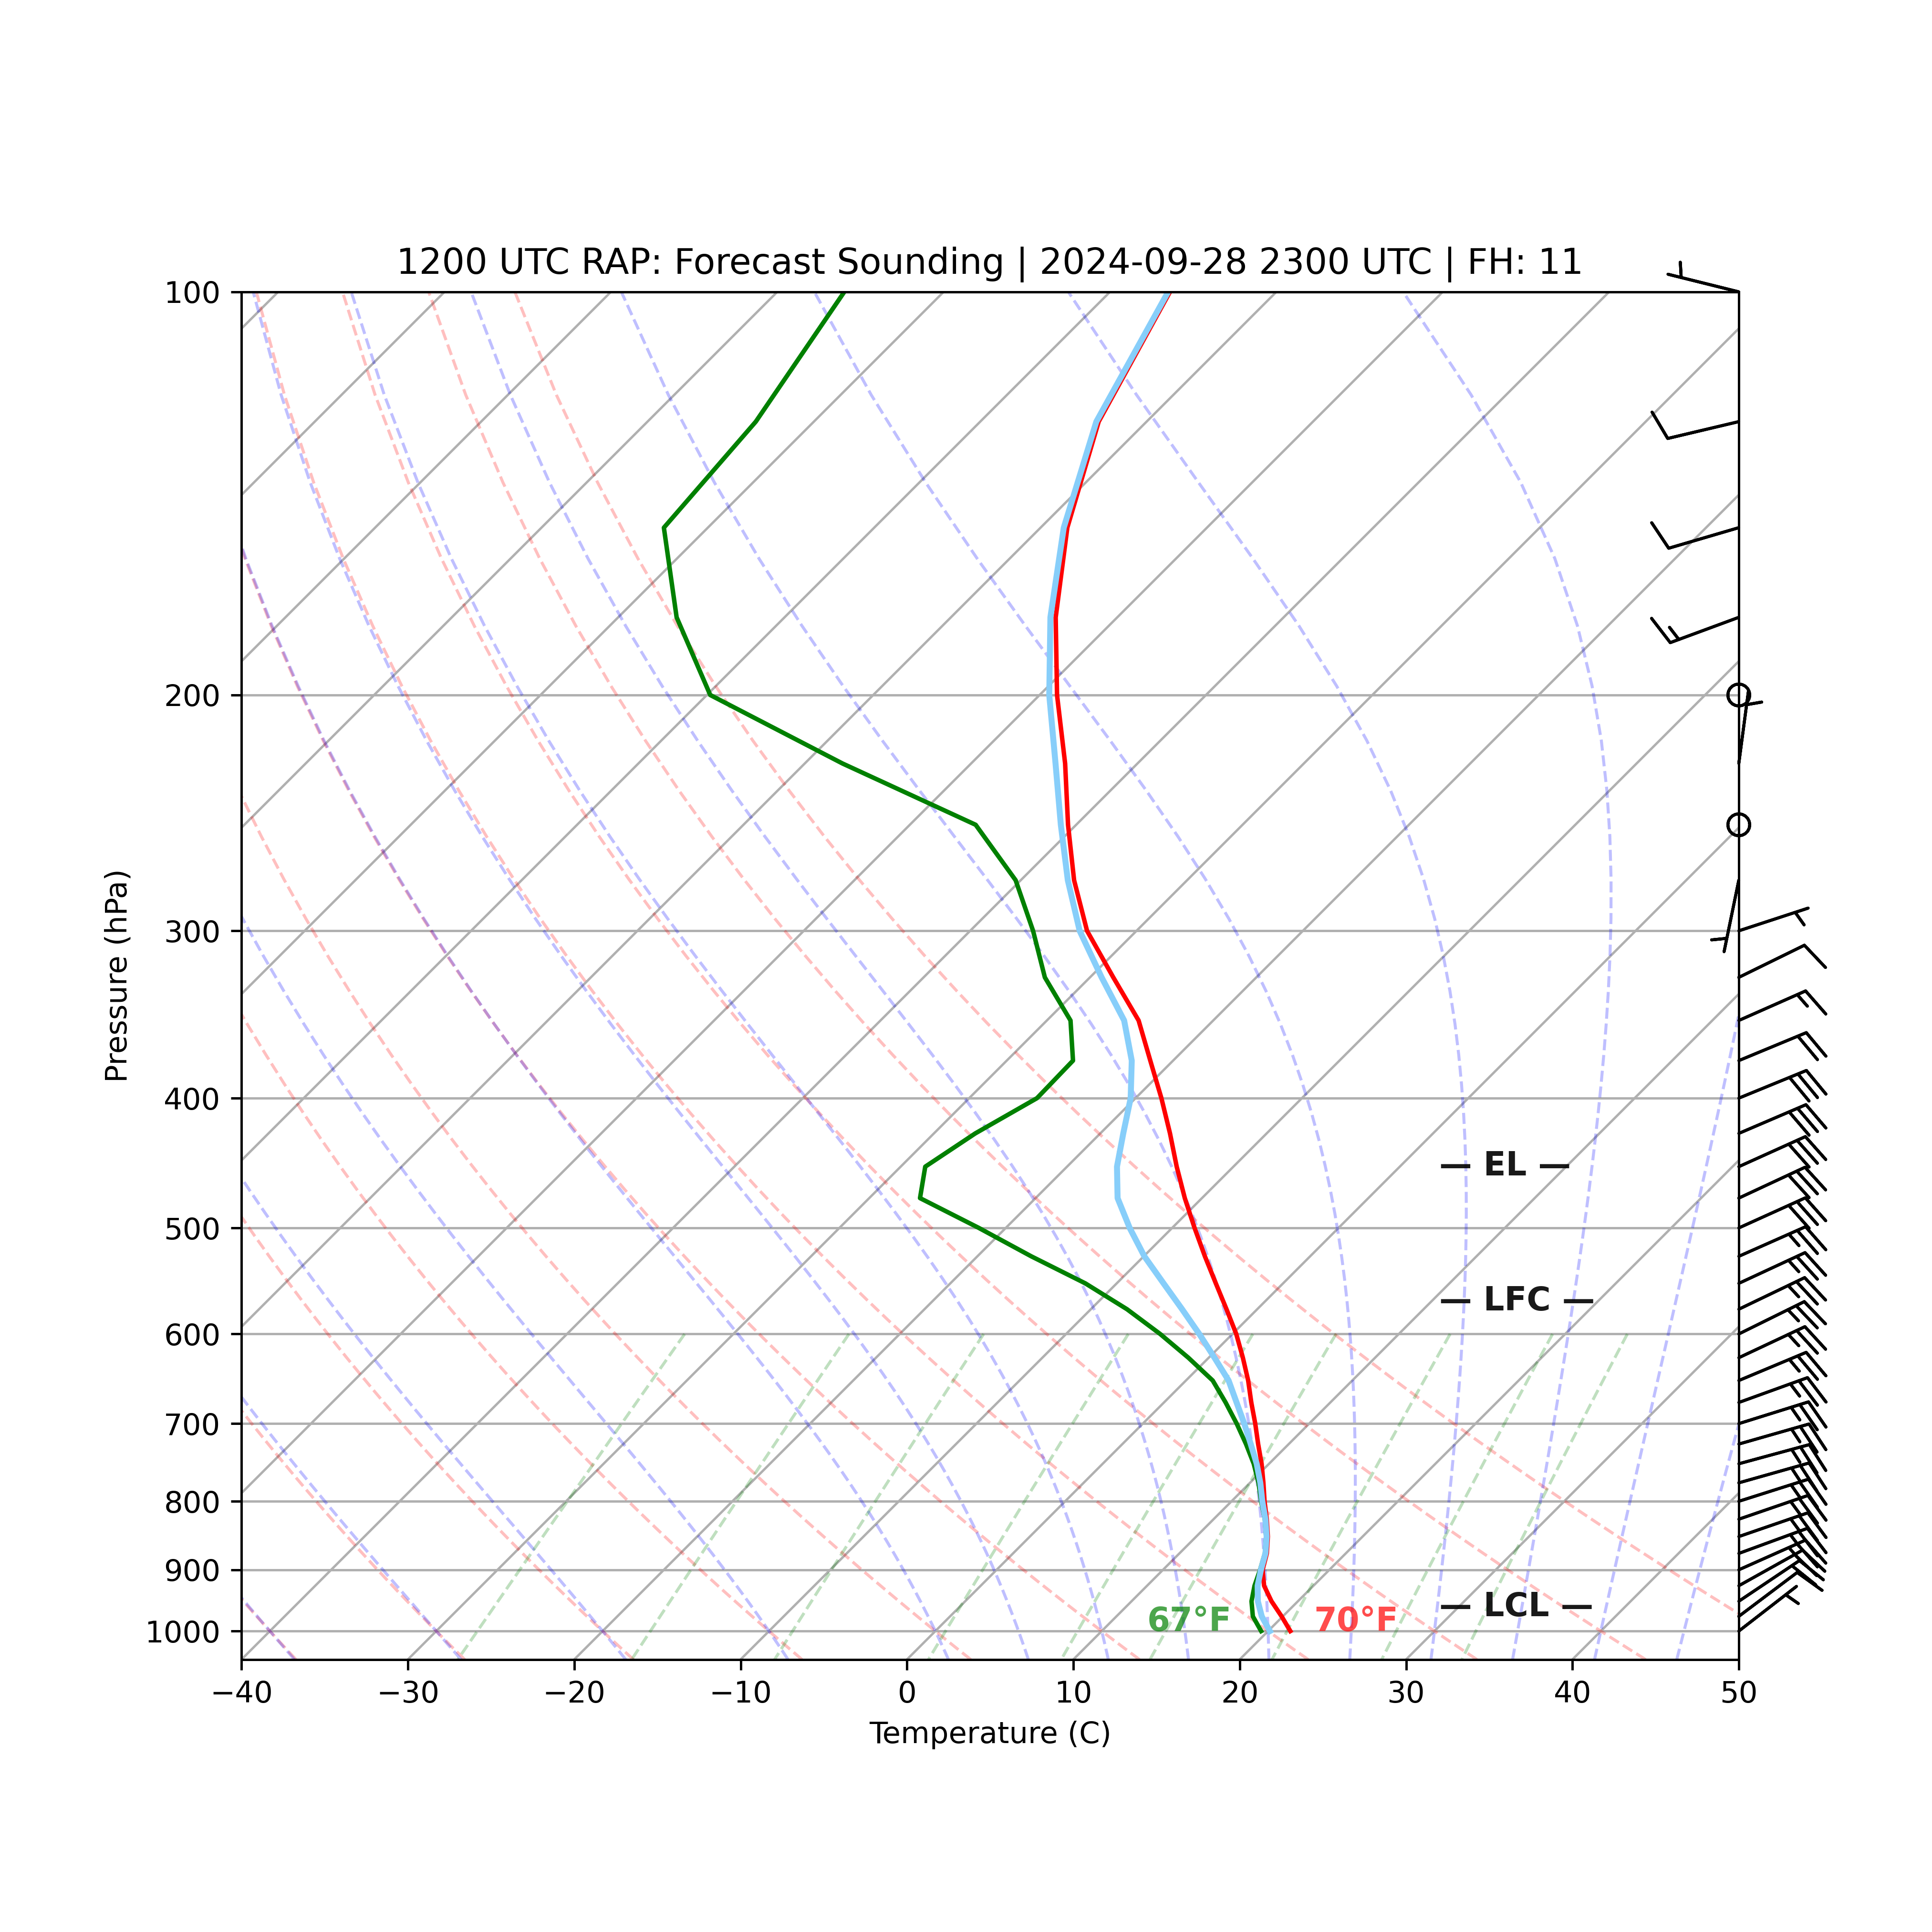 1200 UTC RAP: Forecast Sounding | 2024-09-28 2300 UTC | FH: 11
100
200
300
400
500
600
700
800
900
1000
Pressure (hPa)
— EL —
— LFC —
— LCL —
67°F 70°F
−40 −30 −20 −10 0 10 20 30 40 50
Temperature (C)